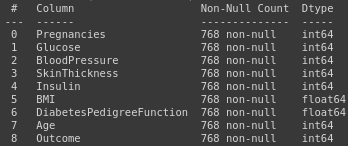 #   Column                    Non-Null Count  Dtype
---  ------                    --------------  -----
0   Pregnancies               768 non-null    int64
1   Glucose                   768 non-null    int64
2   BloodPressure             768 non-null    int64
3   SkinThickness             768 non-null    int64
4   Insulin                   768 non-null    int64
5   BMI                       768 non-null    float64
6   DiabetesPedigreeFunction  768 non-null    float64
7   Age                       768 non-null    int64
8   Outcome                   768 non-null    int64